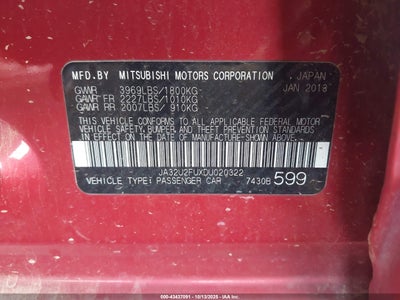 MFD.BY MITSUBISHI MOTORS CORPORATION JAPAN
GVWR 3969LBS/1800KG JAN 2013
GAWR FR 2227LBS/1010KG
GAWR RR 2007LBS/ 910KG
THIS VEHICLE CONFORMS TO ALL APPLICABLE FEDERAL MOTOR
VEHICLE SAFETY, BUMPER, AND THEFT PREVENTION STANDARDS
IN EFFECT ON THE DATE OF MANUFACTURE SHOWN ABOVE.
JA32U2FUXDU020322
VEHICLE TYPE: PASSENGER CAR 7430B 599
000-43437091 - 10/13/2025 - IAA, LLC